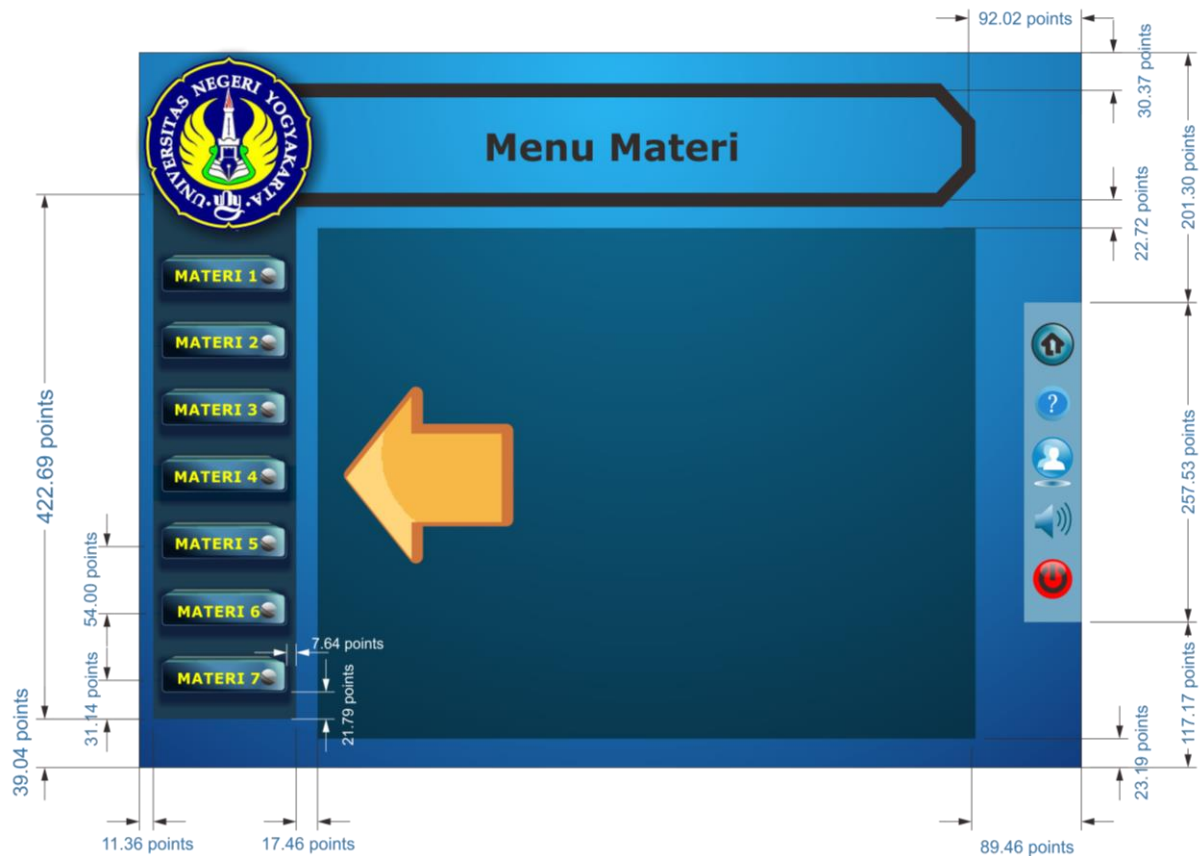 92.02 points
30.37 points
UNIVERSITAS NEGERI YOGYAKARTA
Menu Materi
201.30 points
22.72 points
MATERI 1
MATERI 2
MATERI 3
422.69 points
257.53 points
MATERI 4
MATERI 5
54.00 points
MATERI 6
7.64 points
MATERI 7
31.14 points
21.79 points
39.04 points
117.17 points
23.19 points
11.36 points
17.46 points
89.46 points
?